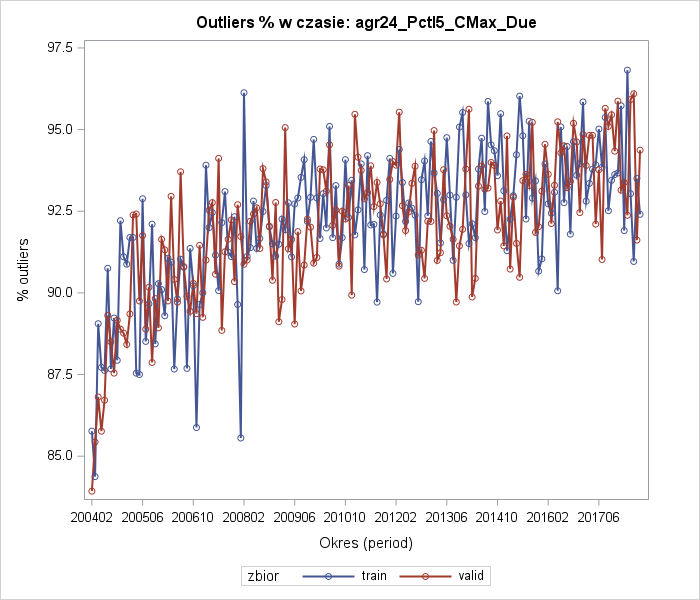 Outliers % w czasie: agr24_Pctl5_CMax_Due
97.5
95.0
92.5
90.0
87.5
85.0
% outliers
200402 200506 200610 200802 200906 201010 201202 201306 201410 201602 201706
Okres (period)
zbior train valid